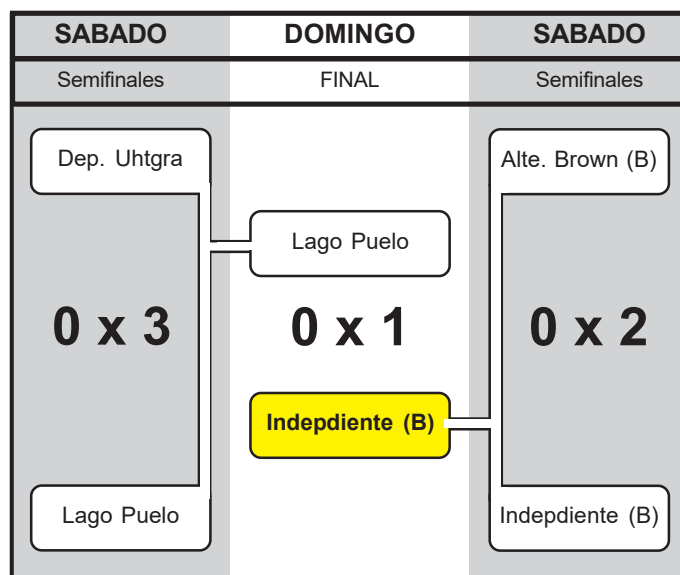 SABADO DOMINGO SABADO
Semifinales FINAL Semifinales
Dep. Uhtgra Alte. Brown (B)
Lago Puelo
0 x 3 0 x 1 0 x 2
Indepdiente (B)
Lago Puelo Indepdiente (B)